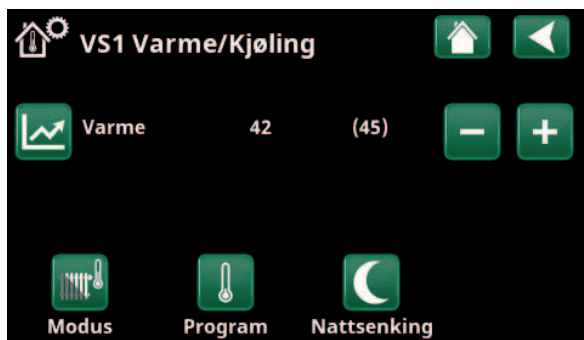 VS1 Varme/Kjøling
Varme 42 (45)
Modus Program Nattsenking